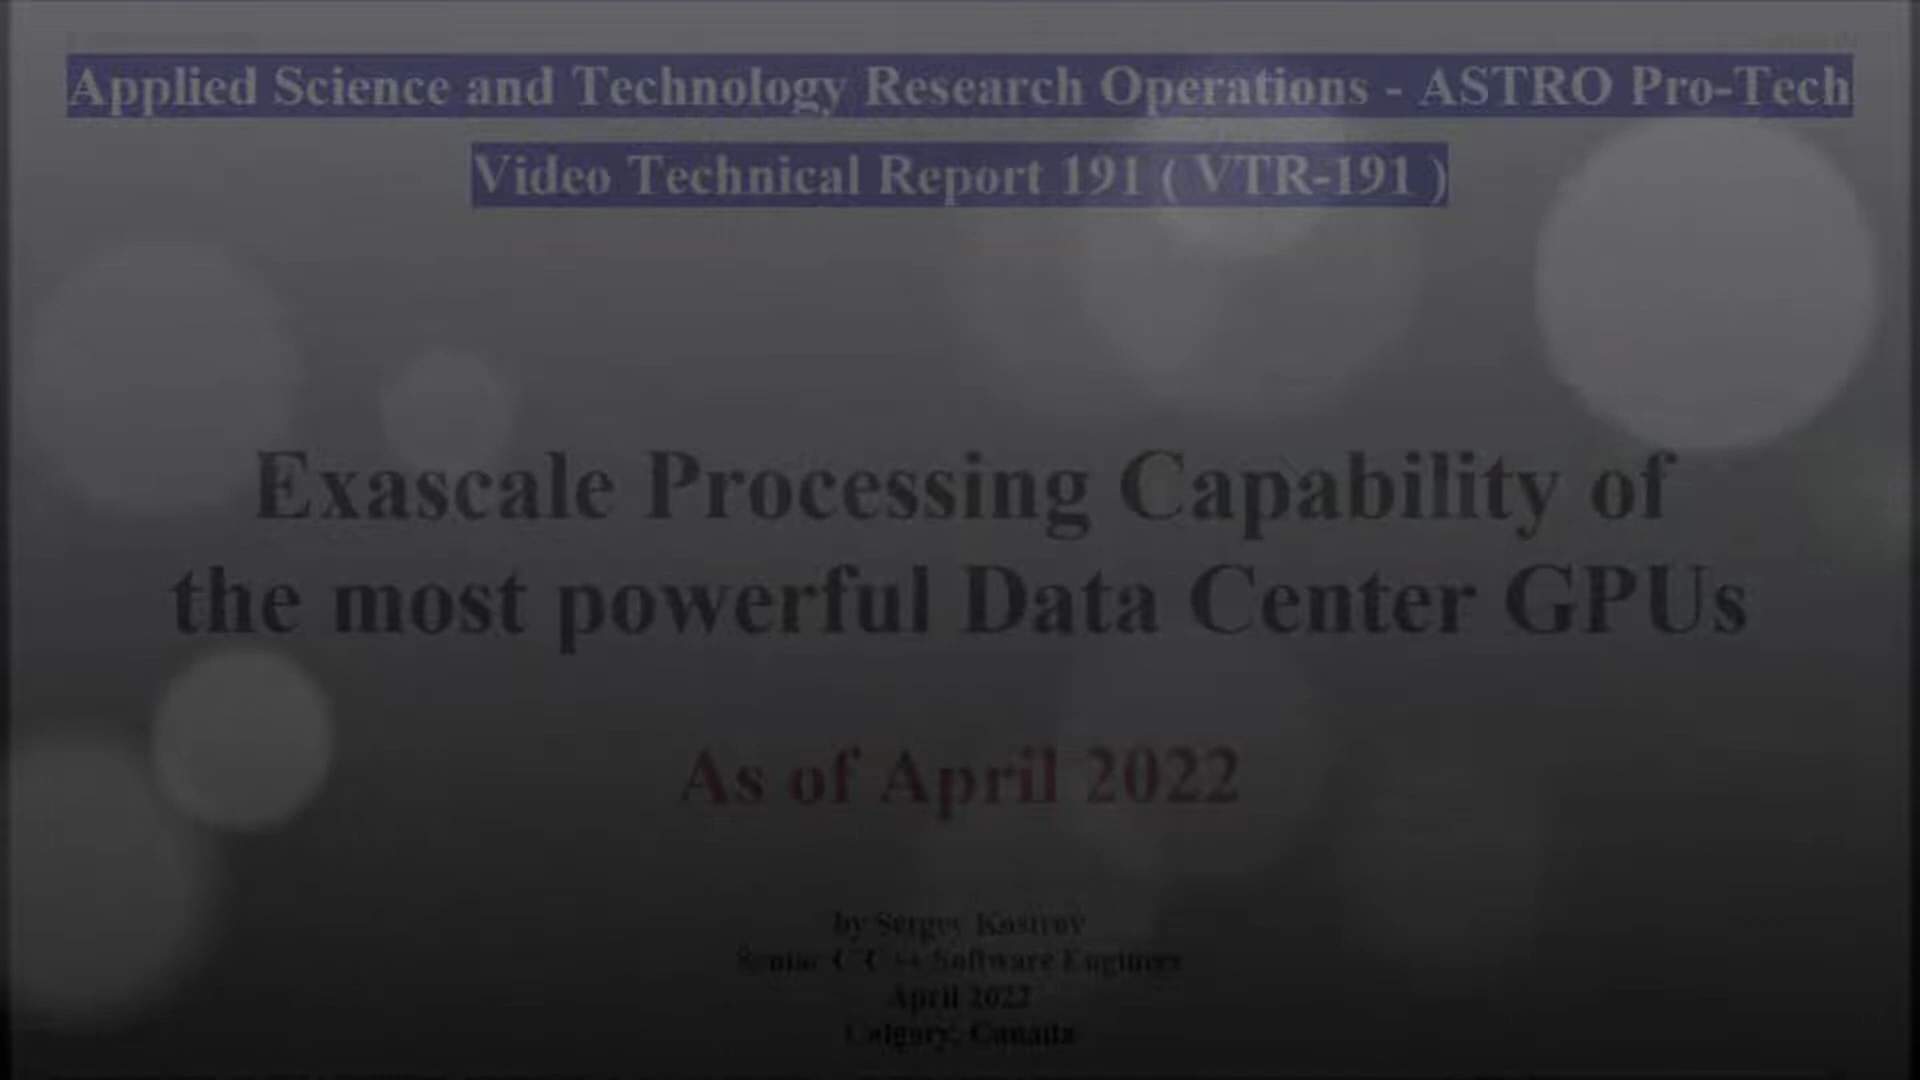 Applied Science and Technology Research Operations - ASTRO Pro-Tech
Video Technical Report 191 ( VTR-191 )
Exascale Processing Capability of
the most powerful Data Center GPUs
As of April 2022
by Sergey Kostrov
Senior C/C++ Software Engineer
April 2022
Calgary, Canada